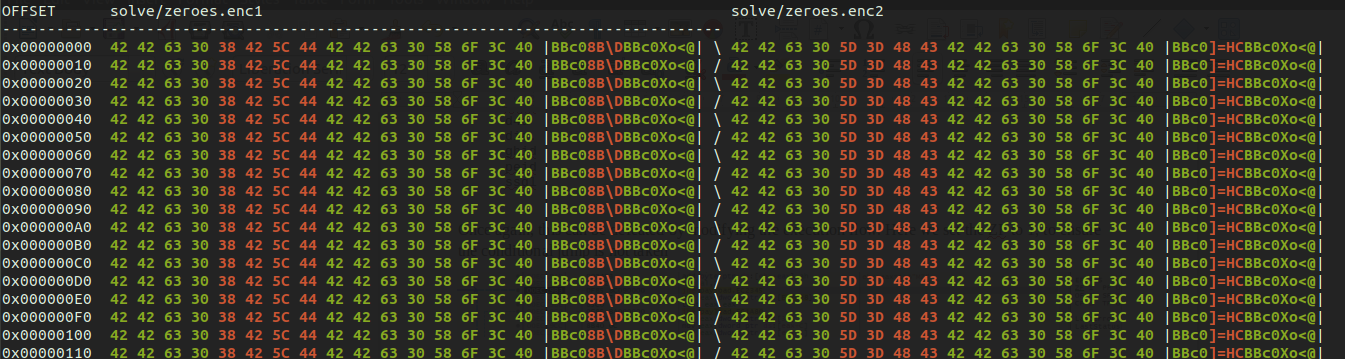 OFFSET solve/zeroes.enc1 solve/zeroes.enc2
--------------------------------------------------------------------------------
0x00000000 42 42 63 30 38 42 5C 44 42 42 63 30 58 6F 3C 40 |BBc08B\DBBc0Xo<@| \ 42 42 63 30 5D 3D 48 43 42 42 63 30 58 6F 3C 40 |BBc0]=HCBBc0Xo<@|
0x00000010 42 42 63 30 38 42 5C 44 42 42 63 30 58 6F 3C 40 |BBc08B\DBBc0Xo<@| / 42 42 63 30 5D 3D 48 43 42 42 63 30 58 6F 3C 40 |BBc0]=HCBBc0Xo<@|
0x00000020 42 42 63 30 38 42 5C 44 42 42 63 30 58 6F 3C 40 |BBc08B\DBBc0Xo<@| \ 42 42 63 30 5D 3D 48 43 42 42 63 30 58 6F 3C 40 |BBc0]=HCBBc0Xo<@|
0x00000030 42 42 63 30 38 42 5C 44 42 42 63 30 58 6F 3C 40 |BBc08B\DBBc0Xo<@| / 42 42 63 30 5D 3D 48 43 42 42 63 30 58 6F 3C 40 |BBc0]=HCBBc0Xo<@|
0x00000040 42 42 63 30 38 42 5C 44 42 42 63 30 58 6F 3C 40 |BBc08B\DBBc0Xo<@| \ 42 42 63 30 5D 3D 48 43 42 42 63 30 58 6F 3C 40 |BBc0]=HCBBc0Xo<@|
0x00000050 42 42 63 30 38 42 5C 44 42 42 63 30 58 6F 3C 40 |BBc08B\DBBc0Xo<@| / 42 42 63 30 5D 3D 48 43 42 42 63 30 58 6F 3C 40 |BBc0]=HCBBc0Xo<@|
0x00000060 42 42 63 30 38 42 5C 44 42 42 63 30 58 6F 3C 40 |BBc08B\DBBc0Xo<@| \ 42 42 63 30 5D 3D 48 43 42 42 63 30 58 6F 3C 40 |BBc0]=HCBBc0Xo<@|
0x00000070 42 42 63 30 38 42 5C 44 42 42 63 30 58 6F 3C 40 |BBc08B\DBBc0Xo<@| / 42 42 63 30 5D 3D 48 43 42 42 63 30 58 6F 3C 40 |BBc0]=HCBBc0Xo<@|
0x00000080 42 42 63 30 38 42 5C 44 42 42 63 30 58 6F 3C 40 |BBc08B\DBBc0Xo<@| \ 42 42 63 30 5D 3D 48 43 42 42 63 30 58 6F 3C 40 |BBc0]=HCBBc0Xo<@|
0x00000090 42 42 63 30 38 42 5C 44 42 42 63 30 58 6F 3C 40 |BBc08B\DBBc0Xo<@| / 42 42 63 30 5D 3D 48 43 42 42 63 30 58 6F 3C 40 |BBc0]=HCBBc0Xo<@|
0x000000A0 42 42 63 30 38 42 5C 44 42 42 63 30 58 6F 3C 40 |BBc08B\DBBc0Xo<@| \ 42 42 63 30 5D 3D 48 43 42 42 63 30 58 6F 3C 40 |BBc0]=HCBBc0Xo<@|
0x000000B0 42 42 63 30 38 42 5C 44 42 42 63 30 58 6F 3C 40 |BBc08B\DBBc0Xo<@| / 42 42 63 30 5D 3D 48 43 42 42 63 30 58 6F 3C 40 |BBc0]=HCBBc0Xo<@|
0x000000C0 42 42 63 30 38 42 5C 44 42 42 63 30 58 6F 3C 40 |BBc08B\DBBc0Xo<@| \ 42 42 63 30 5D 3D 48 43 42 42 63 30 58 6F 3C 40 |BBc0]=HCBBc0Xo<@|
0x000000D0 42 42 63 30 38 42 5C 44 42 42 63 30 58 6F 3C 40 |BBc08B\DBBc0Xo<@| / 42 42 63 30 5D 3D 48 43 42 42 63 30 58 6F 3C 40 |BBc0]=HCBBc0Xo<@|
0x000000E0 42 42 63 30 38 42 5C 44 42 42 63 30 58 6F 3C 40 |BBc08B\DBBc0Xo<@| \ 42 42 63 30 5D 3D 48 43 42 42 63 30 58 6F 3C 40 |BBc0]=HCBBc0Xo<@|
0x000000F0 42 42 63 30 38 42 5C 44 42 42 63 30 58 6F 3C 40 |BBc08B\DBBc0Xo<@| / 42 42 63 30 5D 3D 48 43 42 42 63 30 58 6F 3C 40 |BBc0]=HCBBc0Xo<@|
0x00000100 42 42 63 30 38 42 5C 44 42 42 63 30 58 6F 3C 40 |BBc08B\DBBc0Xo<@| \ 42 42 63 30 5D 3D 48 43 42 42 63 30 58 6F 3C 40 |BBc0]=HCBBc0Xo<@|
0x00000110 42 42 63 30 38 42 5C 44 42 42 63 30 58 6F 3C 40 |BBc08B\DBBc0Xo<@| / 42 42 63 30 5D 3D 48 43 42 42 63 30 58 6F 3C 40 |BBc0]=HCBBc0Xo<@|